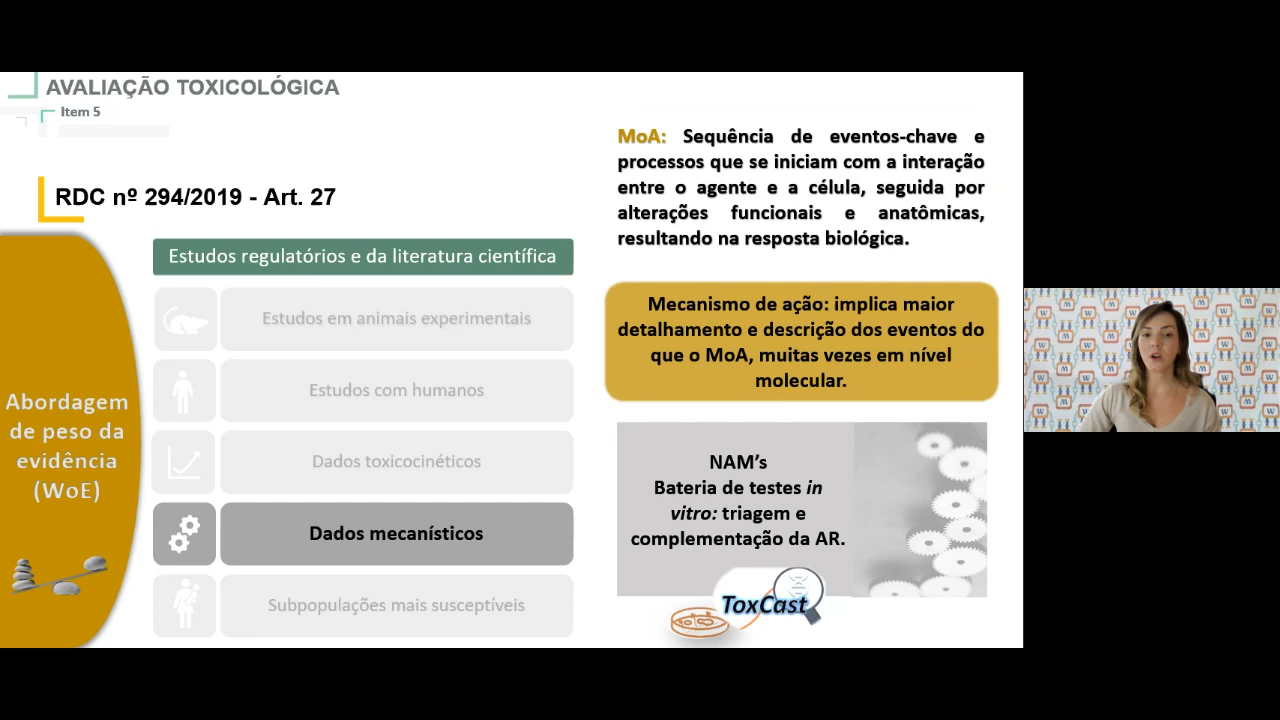 AVALIAÇÃO TOXICOLÓGICA
Item 5
RDC nº 294/2019 - Art. 27
Abordagem
de peso da
evidência
(WoE)
Estudos regulatórios e da literatura científica
Estudos em animais experimentais
Estudos com humanos
Dados toxicocinéticos
Dados mecanísticos
Subpopulações mais susceptíveis
MoA: Sequência de eventos-chave e
processos que se iniciam com a interação
entre o agente e a célula, seguida por
alterações funcionais e anatômicas,
resultando na resposta biológica.
Mecanismo de ação: implica maior
detalhamento e descrição dos eventos do
que o MoA, muitas vezes em nível
molecular.
NAM’s
Bateria de testes in
vitro: triagem e
complementação da AR.
ToxCast